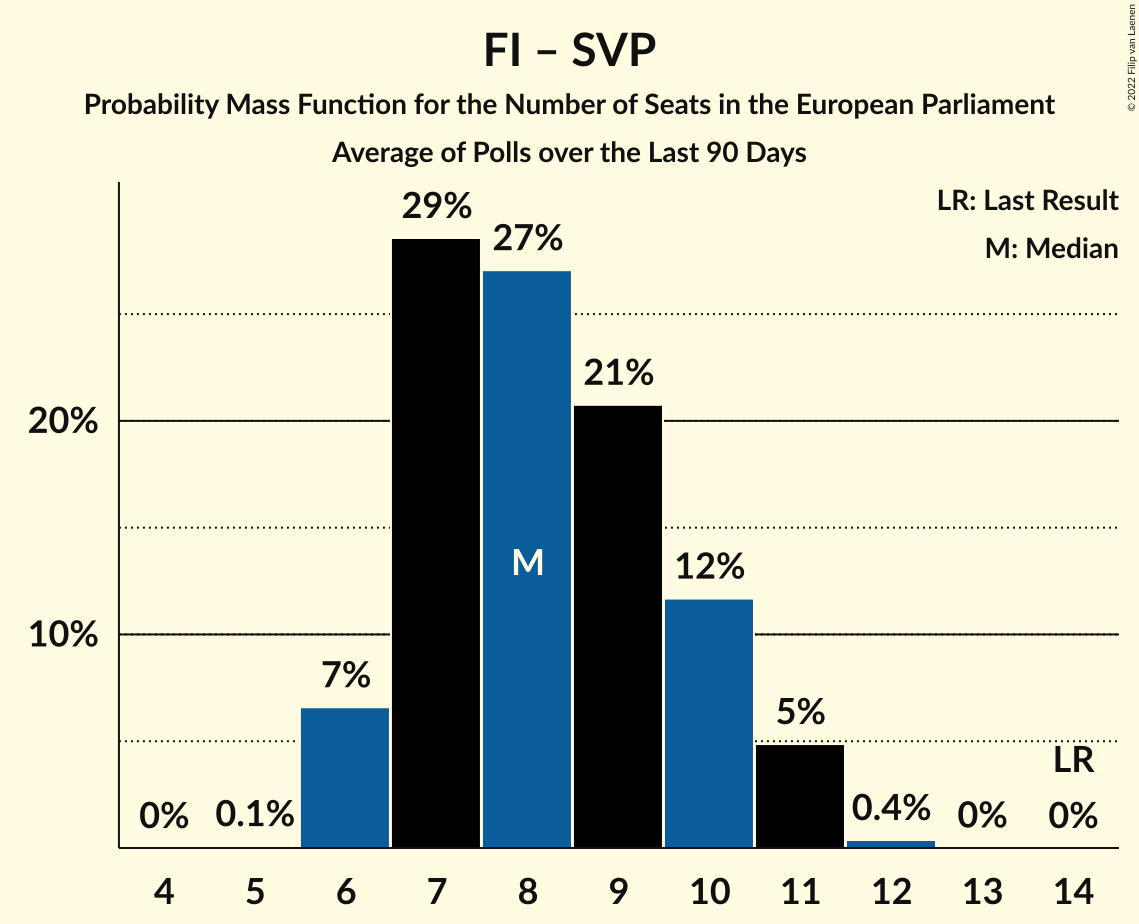 FI – SVP
Probability Mass Function for the Number of Seats in the European Parliament
Average of Polls over the Last 90 Days
© 2022 Filip van Laenen
LR: Last Result
M: Median
29%
27%
21%
20%
M
12%
10%
7%
5%
LR
0%
0.1%
0.4%
0%
0%
4 5 6 7 8 9 10 11 12 13 14